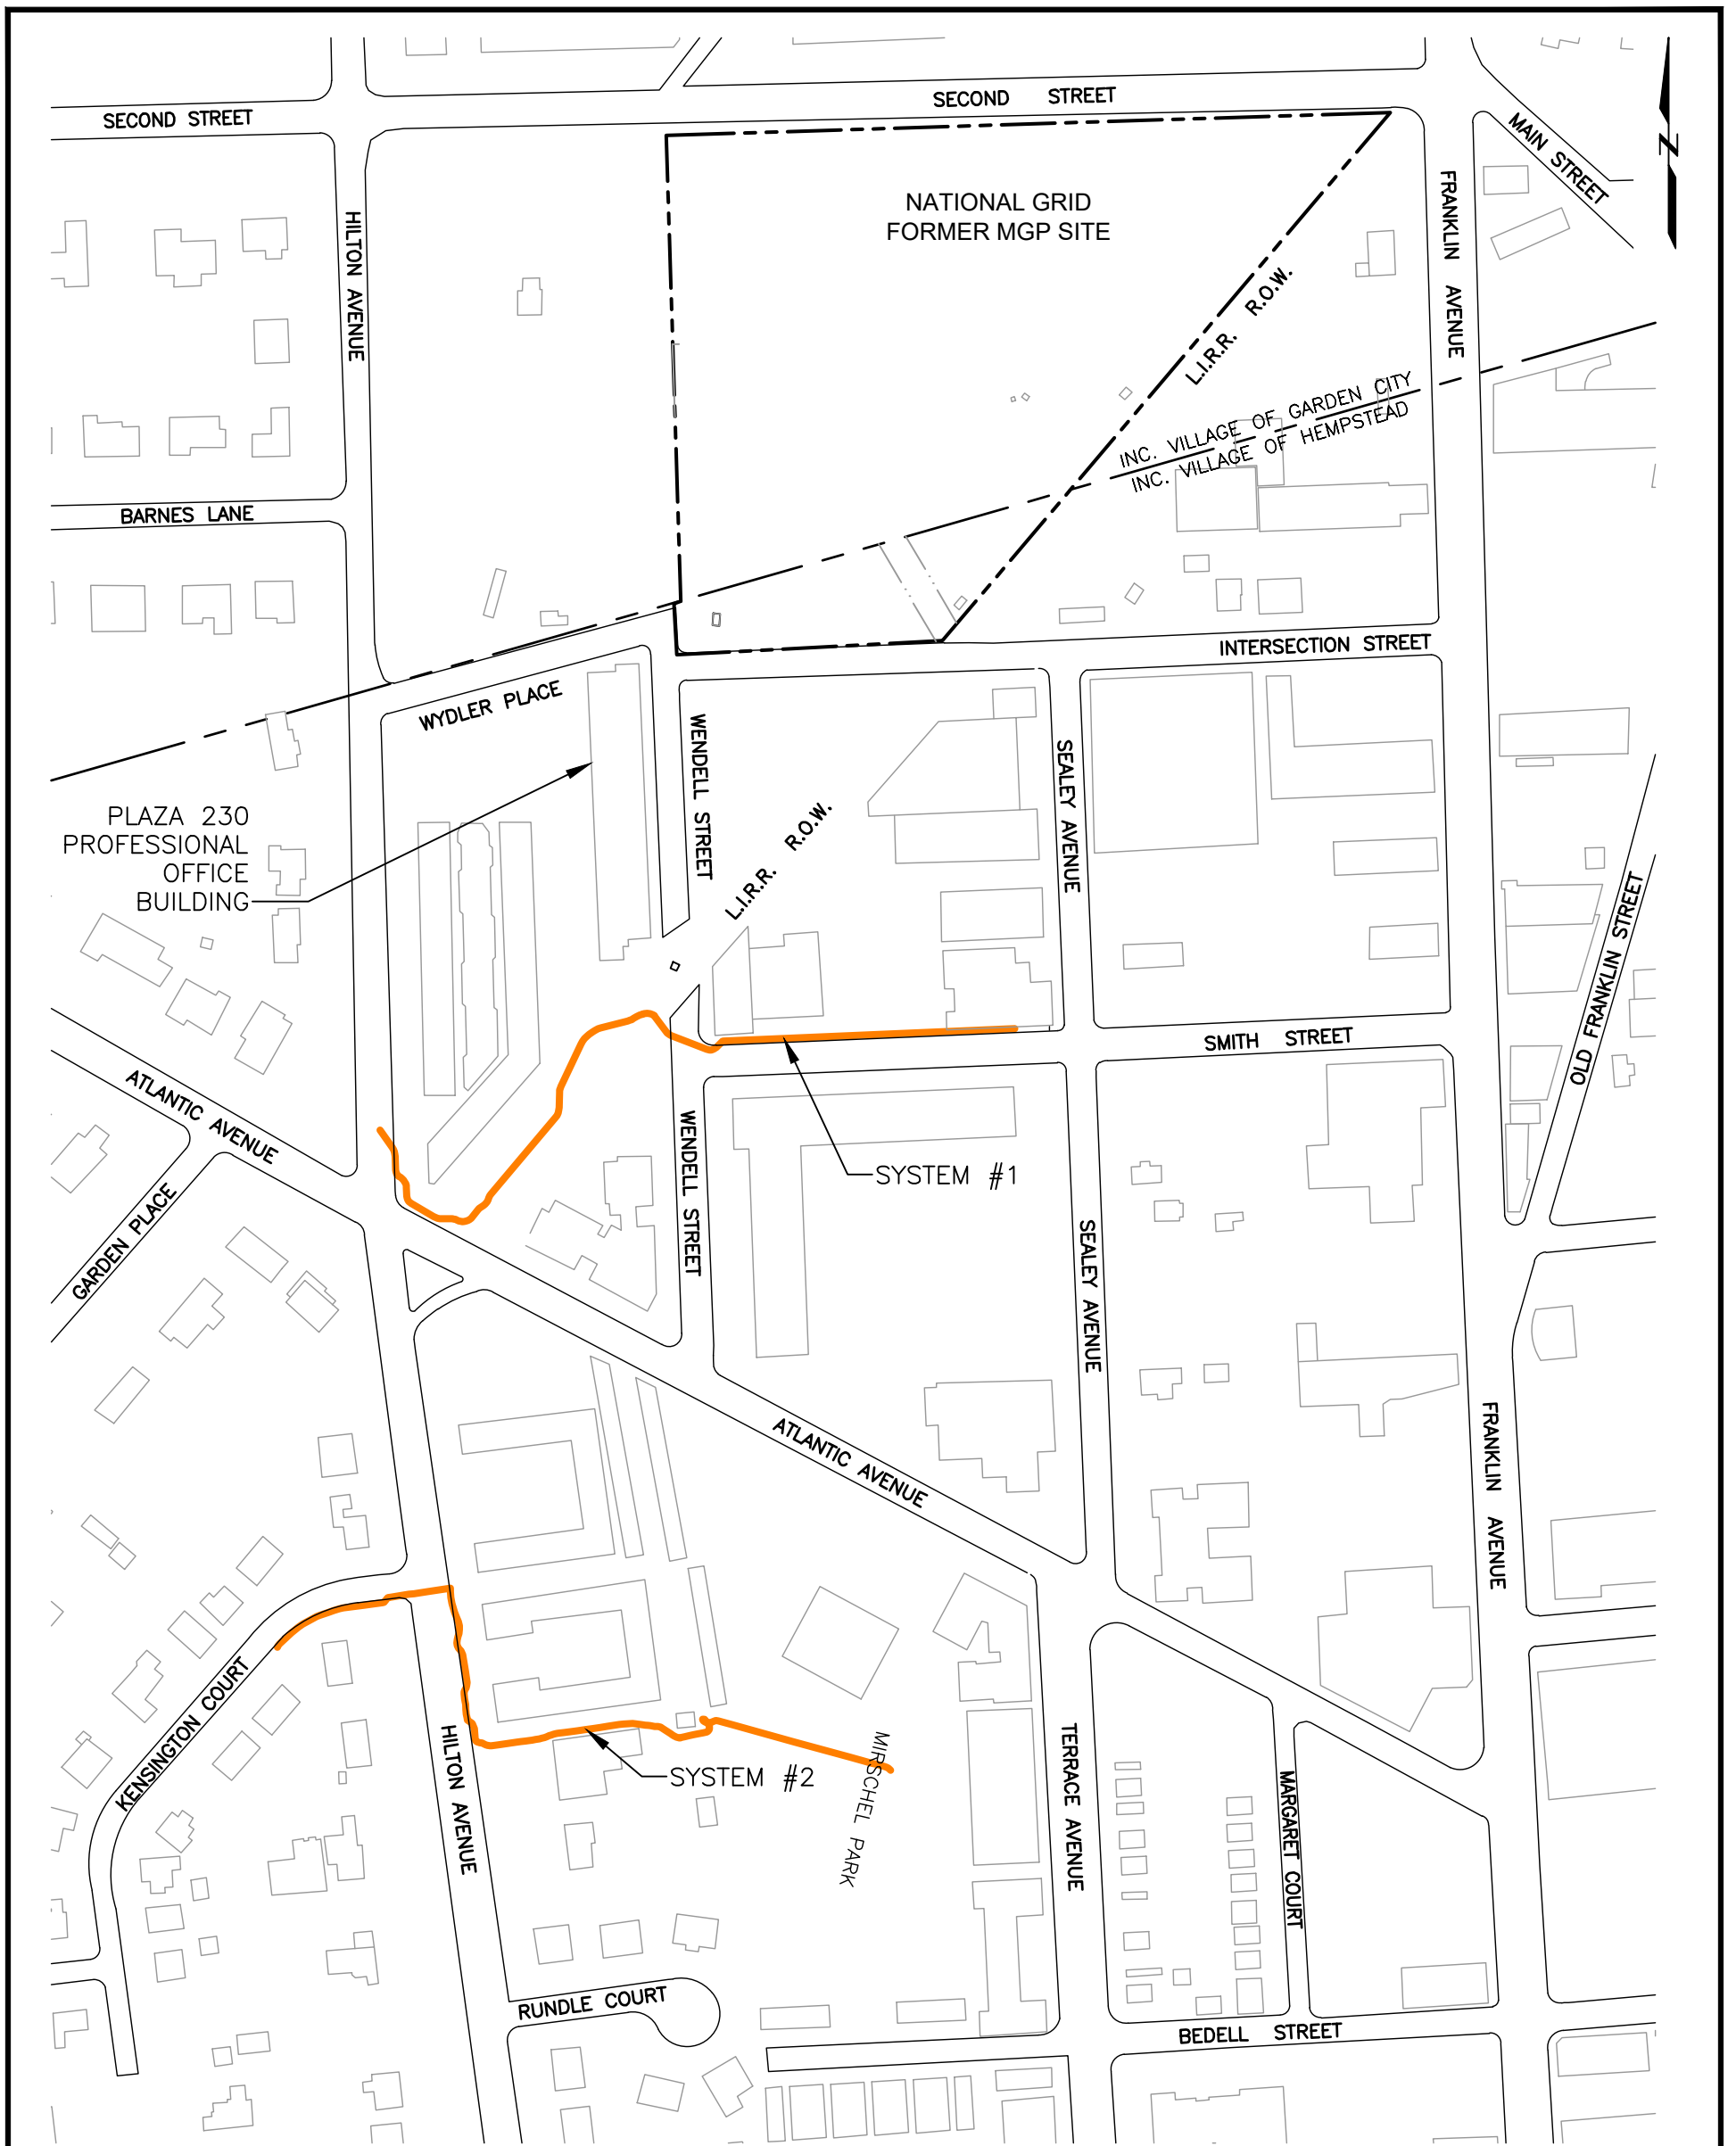 SECOND STREET
SECOND STREET
MAIN STREET
N
NATIONAL GRID
FORMER MGP SITE
HILTON AVENUE
FRANKLIN AVENUE
L.I.R.R. R.O.W.
INC. VILLAGE OF GARDEN CITY
INC. VILLAGE OF HEMPSTEAD
BARNES LANE
INTERSECTION STREET
WYDLER PLACE
WENDELL STREET
SEALEY AVENUE
PLAZA 230
PROFESSIONAL
OFFICE
BUILDING
L.I.R.R. R.O.W.
OLD FRANKLIN STREET
SMITH STREET
ATLANTIC AVENUE
GARDEN PLACE
WENDELL STREET
SYSTEM #1
SEALEY AVENUE
ATLANTIC AVENUE
FRANKLIN AVENUE
KENSINGTON COURT
HILTON AVENUE
SYSTEM #2
MIRSCHEL PARK
TERRACE AVENUE
MARGARET COURT
RUNDLE COURT
BEDELL STREET